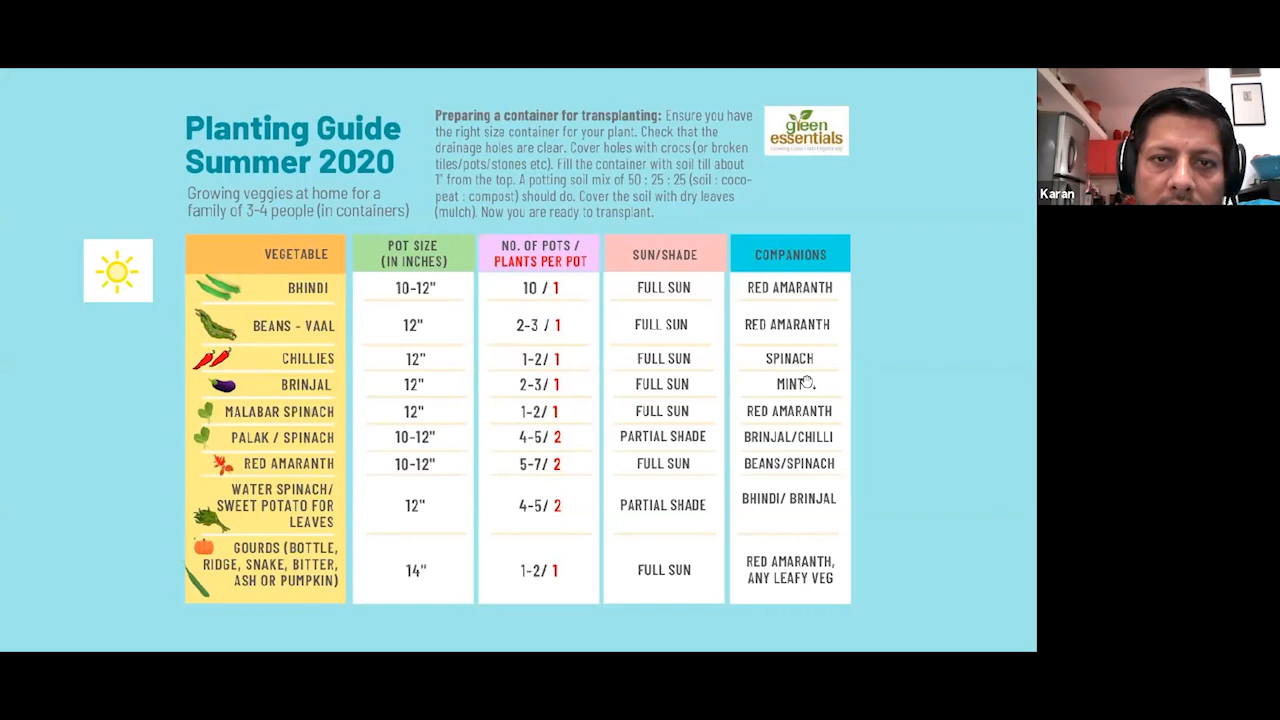 Planting Guide
Summer 2020
Growing veggies at home for a
family of 3-4 people (in containers)
Preparing a container for transplanting: Ensure you have
the right size container for your plant. Check that the
drainage holes are clear. Cover holes with crocs (or broken
tiles/pots/stones etc). Fill the container with soil till about
1" from the top. A potting soil mix of 50 : 25 : 25 (soil : coco-
peat : compost) should do. Cover the soil with dry leaves
(mulch). Now you are ready to transplant.
green
essentials
Karan
VEGETABLE
POT SIZE
(IN INCHES)
NO. OF POTS /
PLANTS PER POT
SUN/SHADE
COMPANIONS
BHINDI 10-12" 10 / 1 FULL SUN RED AMARANTH
BEANS - VAAL 12" 2-3 / 1 FULL SUN RED AMARANTH
CHILLIES 12" 1-2/ 1 FULL SUN SPINACH
BRINJAL 12" 2-3/ 1 FULL SUN MINT
MALABAR SPINACH 12" 1-2/ 1 FULL SUN RED AMARANTH
PALAK / SPINACH 10-12" 4-5/ 2 PARTIAL SHADE BRINJAL/CHILLI
RED AMARANTH 10-12" 5-7/ 2 FULL SUN BEANS/SPINACH
WATER SPINACH/
SWEET POTATO FOR
LEAVES
12" 4-5/ 2 PARTIAL SHADE BHINDI/ BRINJAL
GOURDS (BOTTLE,
RIDGE, SNAKE, BITTER,
ASH OR PUMPKIN)
14" 1-2/ 1 FULL SUN
RED AMARANTH,
ANY LEAFY VEG